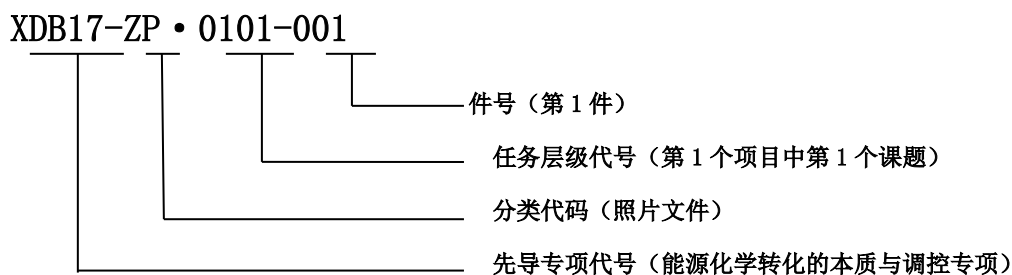 XDB17-ZP·0101-001
件号（第1件）
任务层级代号（第1个项目中第1个课题）
分类代码（照片文件）
先导专项代号（能源化学转化的本质与调控专项）